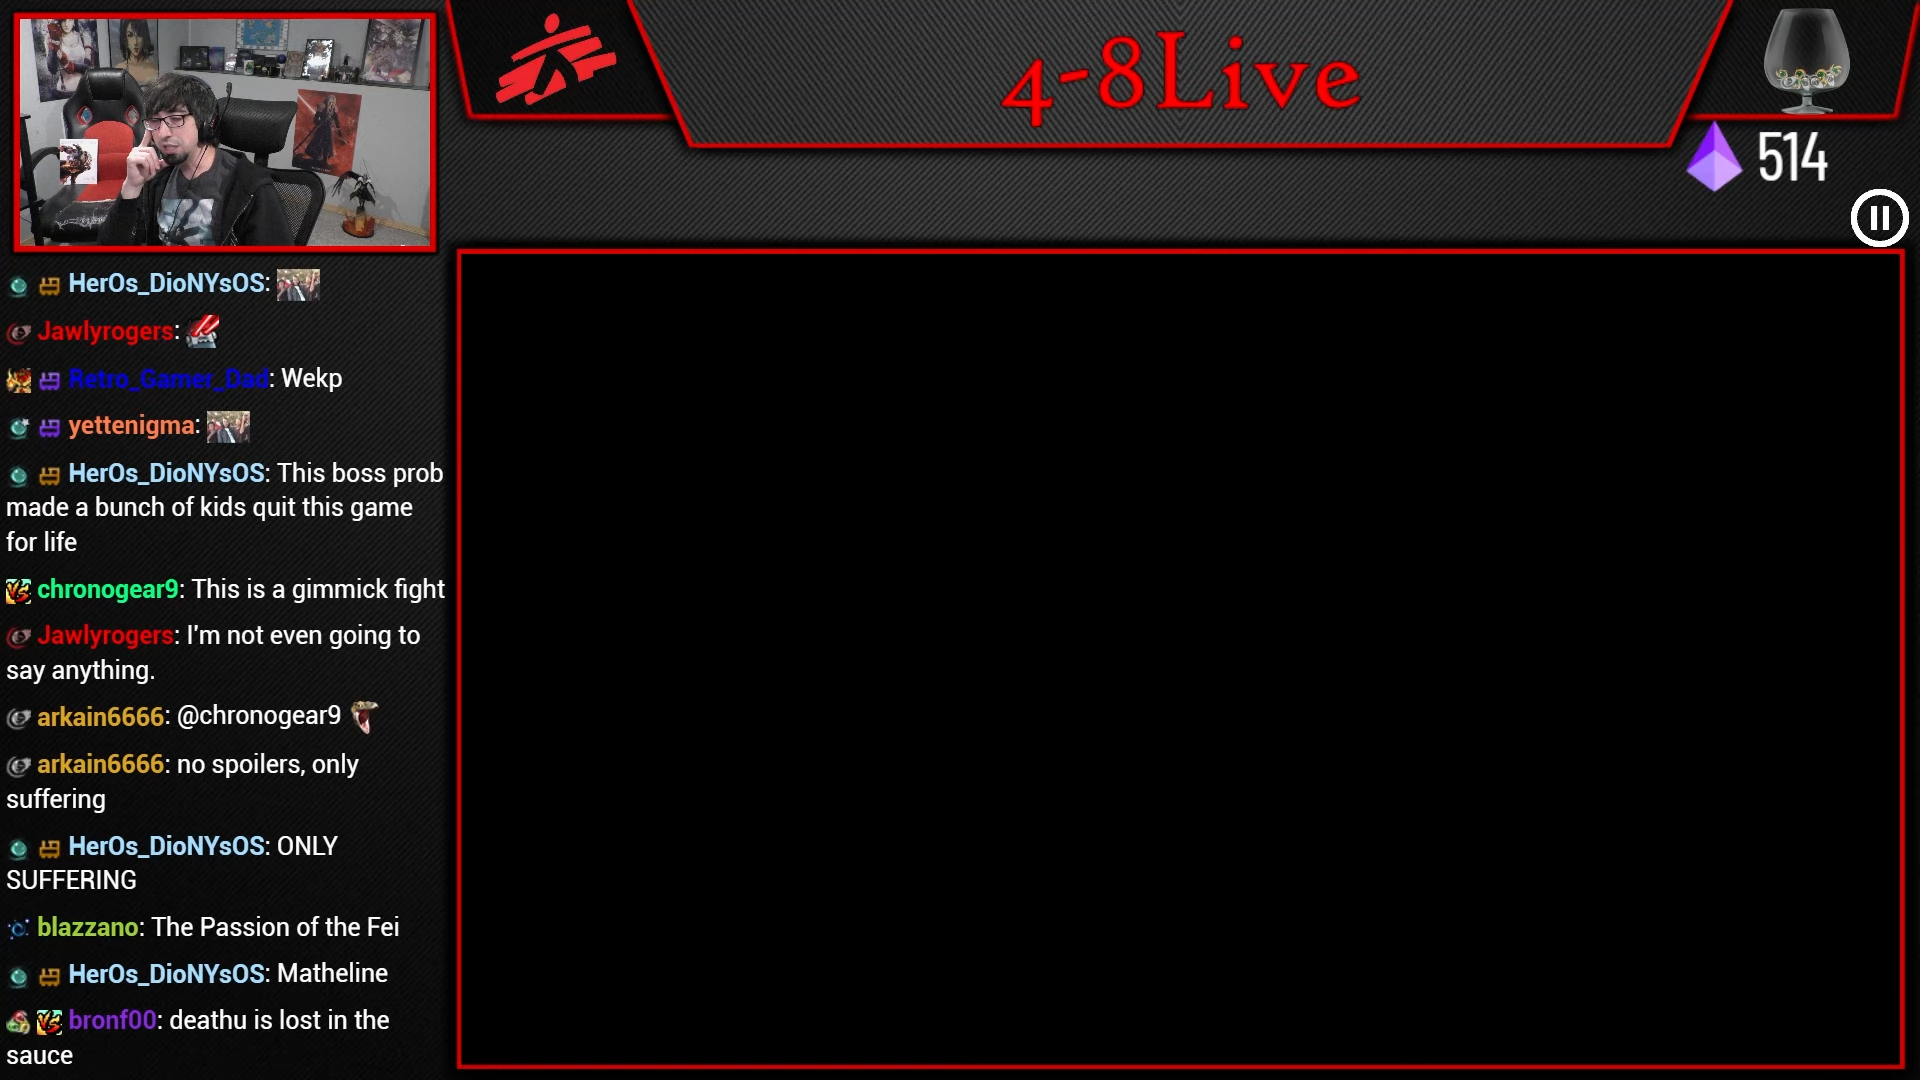 4-8Live
514
HerOs_DioNYsOS:
Jawlyrogers:
Retro_Gamer_Dad: Wekp
yettenigma:
HerOs_DioNYsOS: This boss prob
made a bunch of kids quit this game
for life
chronogear9: This is a gimmick fight
Jawlyrogers: I'm not even going to
say anything.
arkain6666: @chronogear9
arkain6666: no spoilers, only
suffering
HerOs_DioNYsOS: ONLY
SUFFERING
blazzano: The Passion of the Fei
HerOs_DioNYsOS: Matheline
bronf00: deathu is lost in the
sauce